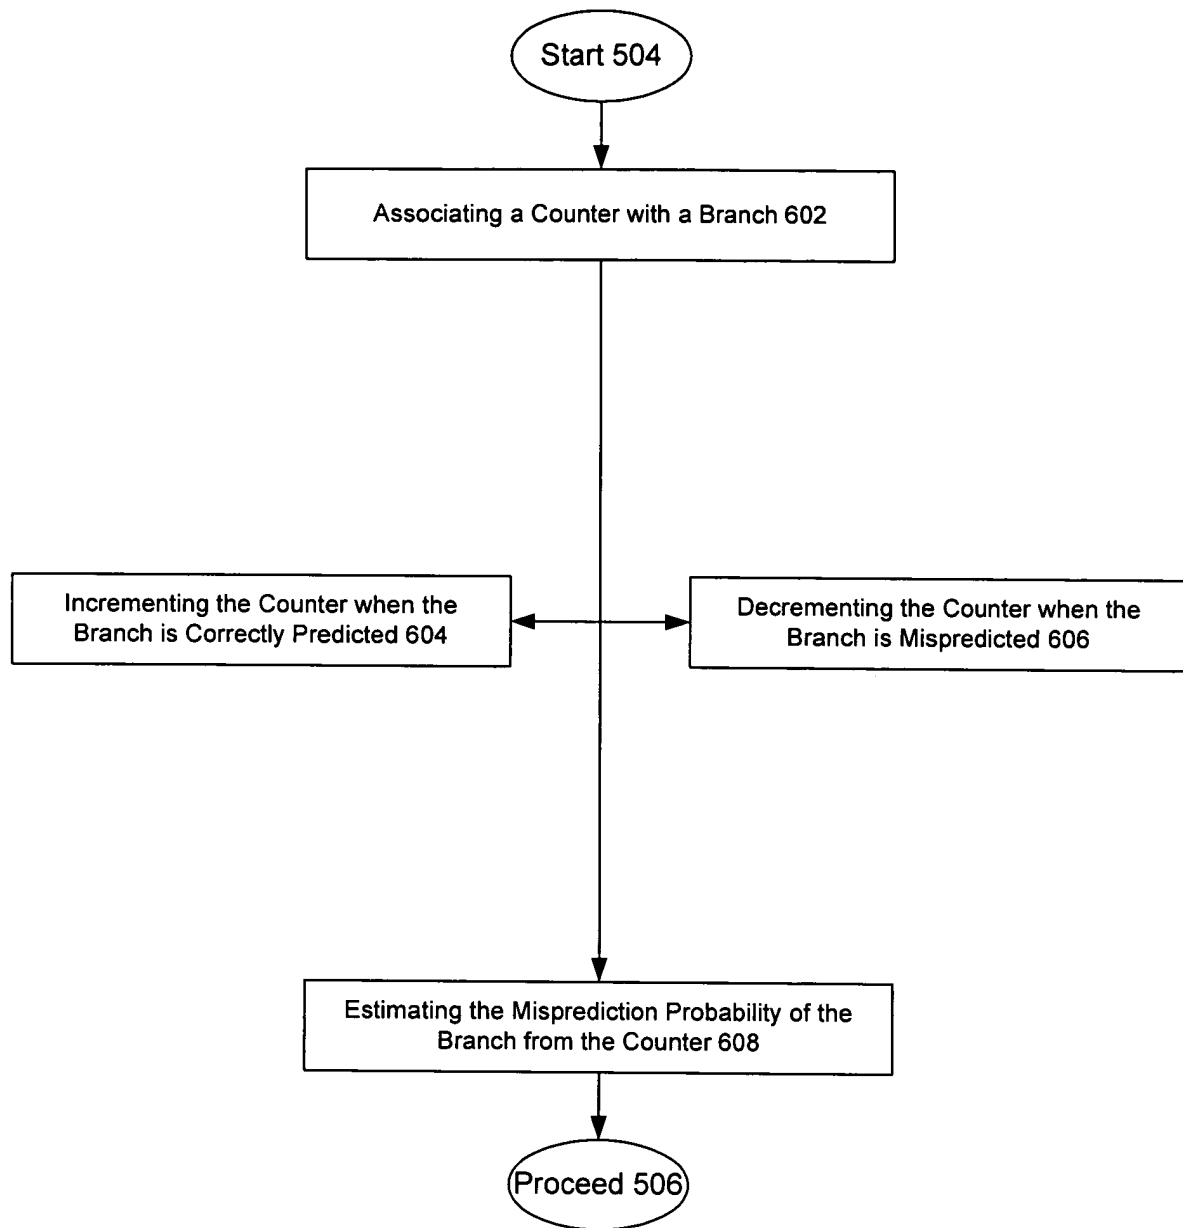 Start 504
Associating a Counter with a Branch 602
Incrementing the Counter when the
Branch is Correctly Predicted 604
Decrementing the Counter when the
Branch is Mispredicted 606
Estimating the Misprediction Probability of the
Branch from the Counter 608
Proceed 506